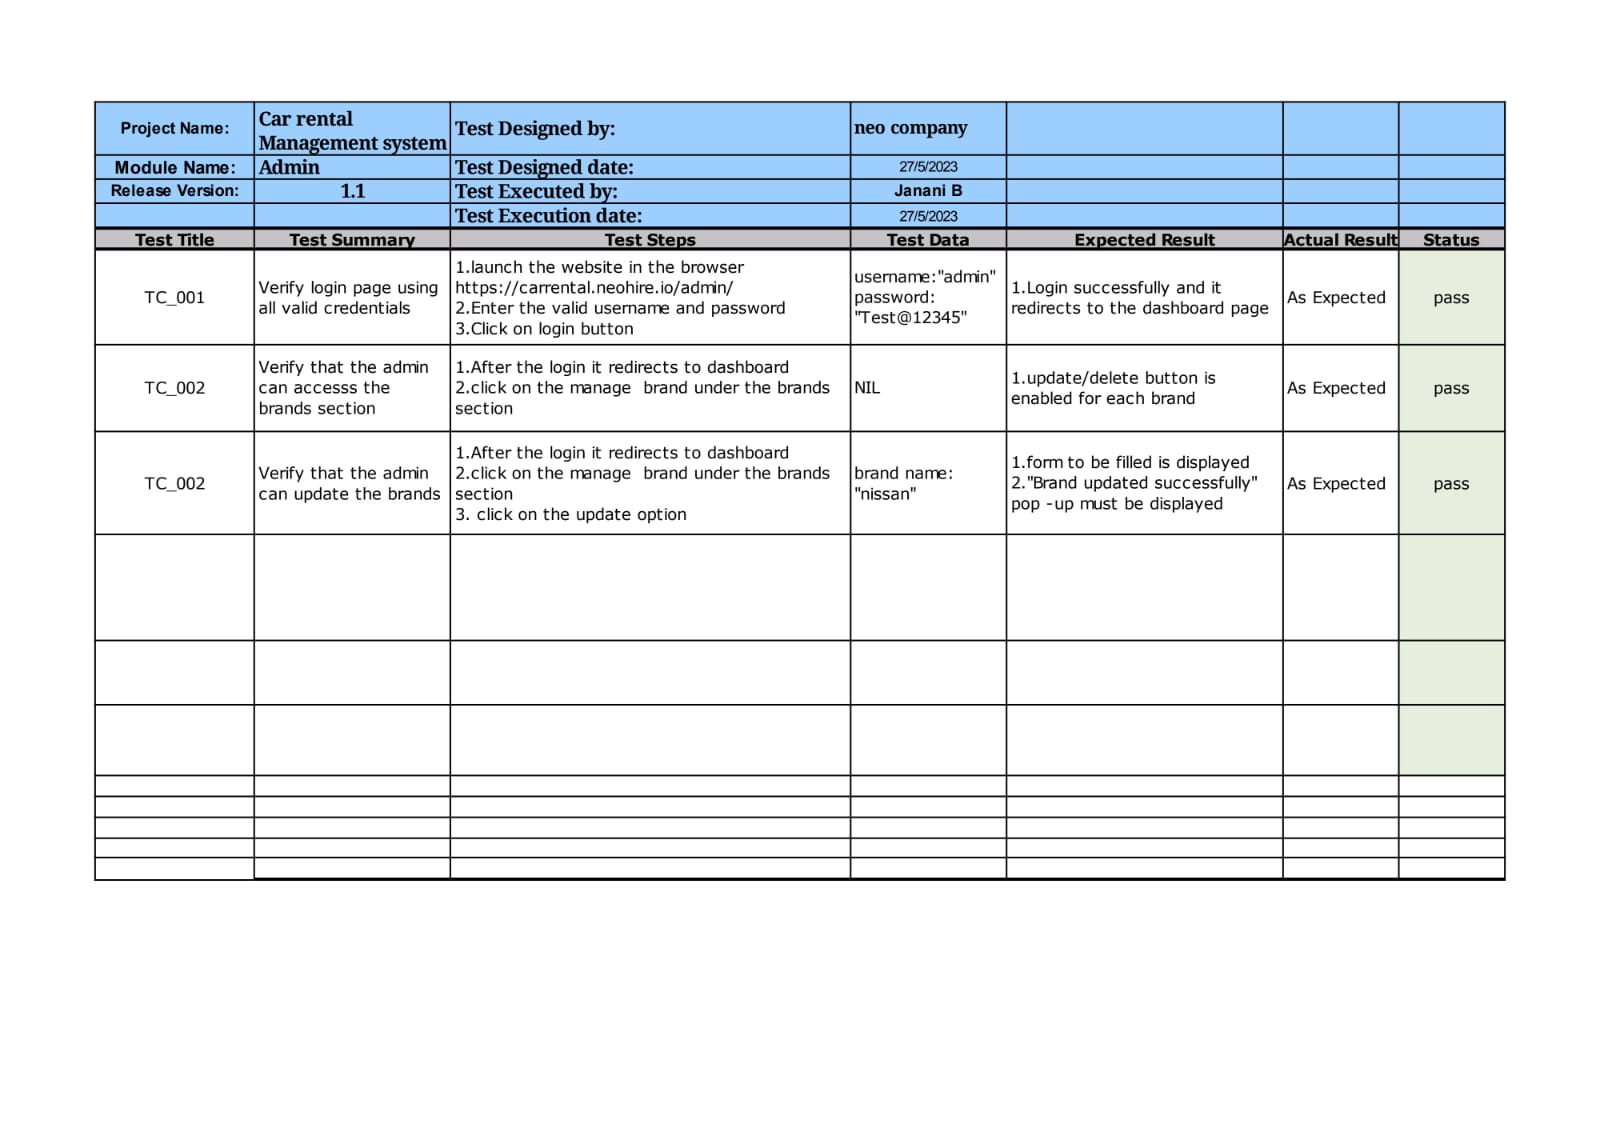 Project Name:
Car rental
Management system
Test Designed by:
neo company
Module Name:
Admin
Test Designed date:
27/5/2023
Release Version:
1.1
Test Executed by:
Janani B
Test Execution date:
27/5/2023
Test Title
Test Summary
Test Steps
Test Data
Expected Result
Actual Result
Status
TC_001
Verify login page using
all valid credentials
1.launch the website in the browser
https://carrental.neohire.io/admin/
2.Enter the valid username and password
3.Click on login button
username:"admin"
password:
"Test@12345"
1.Login successfully and it
redirects to the dashboard page
As Expected
pass
TC_002
Verify that the admin
can accesss the
brands section
1.After the login it redirects to dashboard
2.click on the manage  brand under the brands
section
NIL
1.update/delete button is
enabled for each brand
As Expected
pass
TC_002
Verify that the admin
can update the brands
1.After the login it redirects to dashboard
2.click on the manage  brand under the brands
section
3. click on the update option
brand name:
"nissan"
1.form to be filled is displayed
2."Brand updated successfully"
pop -up must be displayed
As Expected
pass